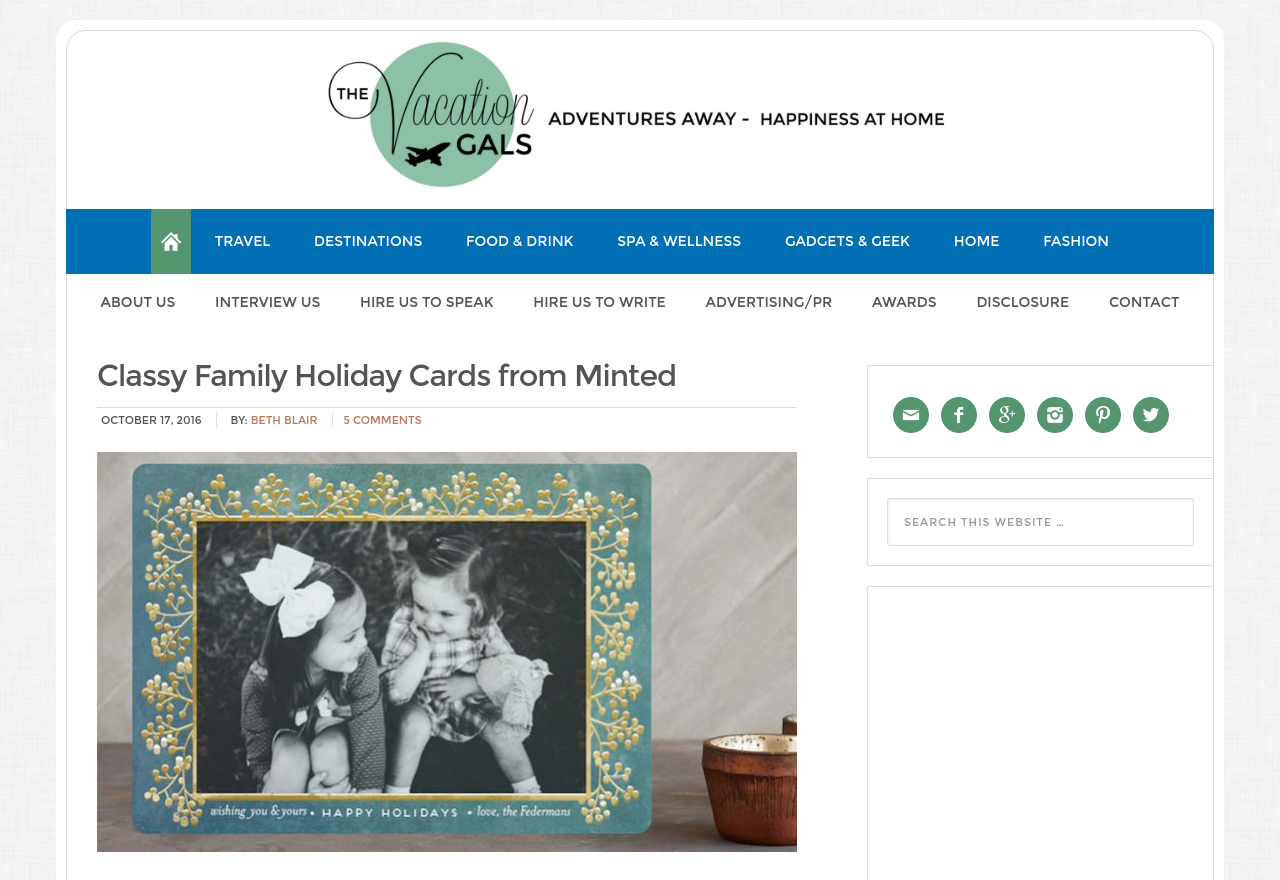 THE Vacation GALS
ADVENTURES AWAY - HAPPINESS AT HOME
TRAVEL DESTINATIONS FOOD & DRINK SPA & WELLNESS GADGETS & GEEK HOME FASHION
ABOUT US INTERVIEW US HIRE US TO SPEAK HIRE US TO WRITE ADVERTISING/PR AWARDS DISCLOSURE CONTACT
Classy Family Holiday Cards from Minted
OCTOBER 17, 2016 BY: BETH BLAIR 5 COMMENTS
SEARCH THIS WEBSITE …
wishing you & yours • HAPPY HOLIDAYS • love, the Federmans